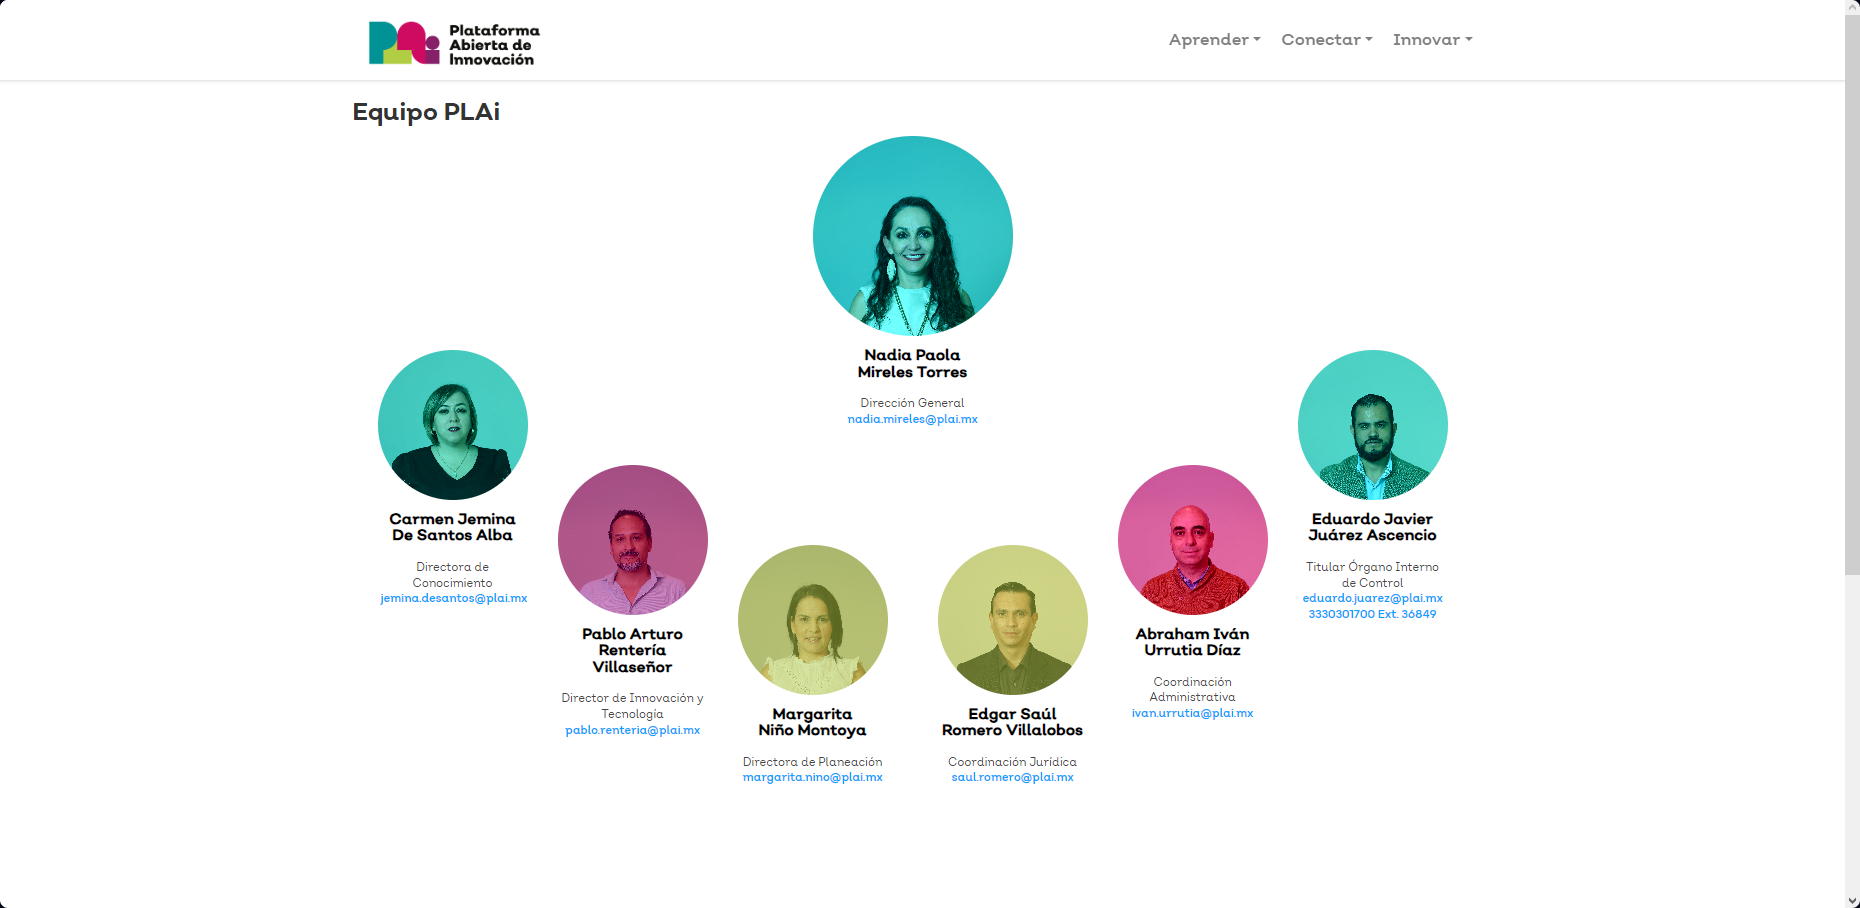 Plataforma
Abierta de
Innovación
Aprender
Conectar
Innovar
Equipo PLAi
Nadia Paola
Mireles Torres
Dirección General
nadia.mireles@plai.mx
Carmen Jemina
De Santos Alba
Directora de
Conocimiento
jemina.desantos@plai.mx
Pablo Arturo
Rentería
Villaseñor
Director de Innovación y
Tecnología
pablo.renteria@plai.mx
Margarita
Niño Montoya
Directora de Planeación
margarita.nino@plai.mx
Edgar Saúl
Romero Villalobos
Coordinación Jurídica
saul.romero@plai.mx
Abraham Iván
Urrutia Díaz
Coordinación
Administrativa
ivan.urrutia@plai.mx
Eduardo Javier
Juárez Ascencio
Titular Órgano Interno
de Control
eduardo.juarez@plai.mx
3330301700 Ext. 36849